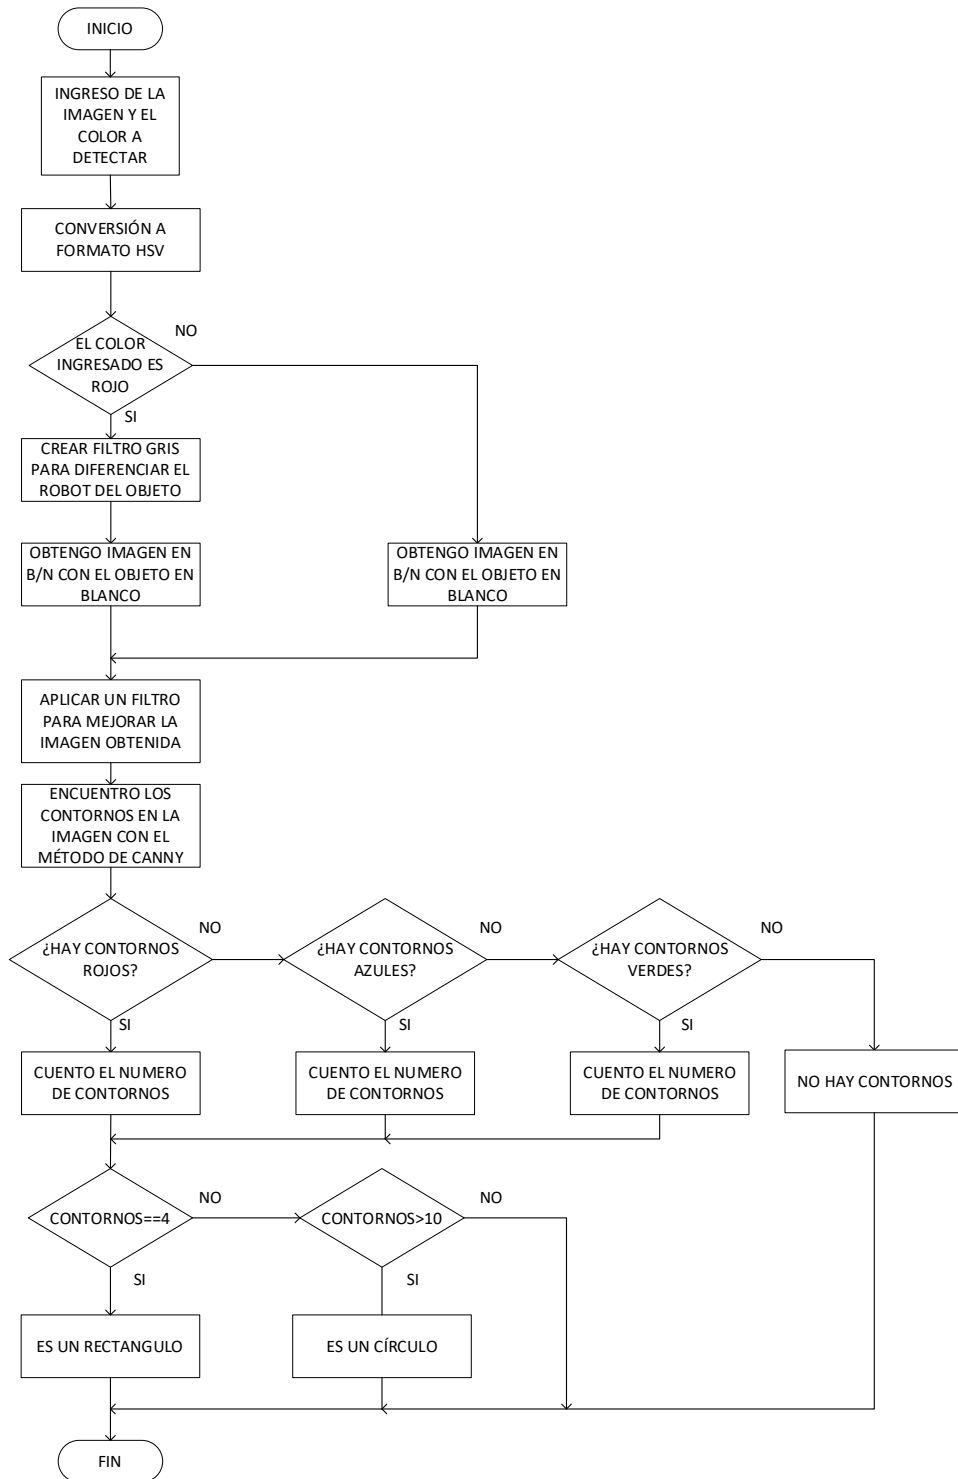 INICIO
INGRESO DE LA
IMAGEN Y EL
COLOR A
DETECTAR
CONVERSIÓN A
FORMATO HSV
EL COLOR
INGRESADO ES
ROJO
NO
SI
CREAR FILTRO GRIS
PARA DIFERENCIAR EL
ROBOT DEL OBJETO
OBTENGO IMAGEN EN
B/N CON EL OBJETO EN
BLANCO
OBTENGO IMAGEN EN
B/N CON EL OBJETO EN
BLANCO
APLICAR UN FILTRO
PARA MEJORAR LA
IMAGEN OBTENIDA
ENCUENTRO LOS
CONTORNOS EN LA
IMAGEN CON EL
MÉTODO DE CANNY
¿HAY CONTORNOS
ROJOS?
NO
SI
¿HAY CONTORNOS
AZULES?
NO
SI
¿HAY CONTORNOS
VERDES?
NO
SI
CUENTO EL NUMERO
DE CONTORNOS
CUENTO EL NUMERO
DE CONTORNOS
CUENTO EL NUMERO
DE CONTORNOS
NO HAY CONTORNOS
CONTORNOS==4
NO
SI
CONTORNOS>10
NO
SI
ES UN RECTANGULO
ES UN CÍRCULO
FIN